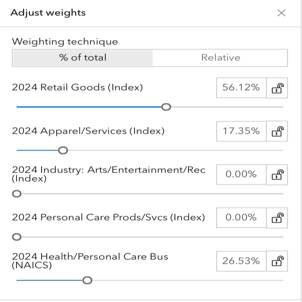 Adjust weights
Weighting technique
% of total
Relative
2024 Retail Goods (Index)
56.12%
2024 Apparel/Services (Index)
17.35%
2024 Industry: Arts/Entertainment/Rec
(Index)
0.00%
2024 Personal Care Prods/Svcs (Index)
0.00%
2024 Health/Personal Care Bus
(NAICS)
26.53%